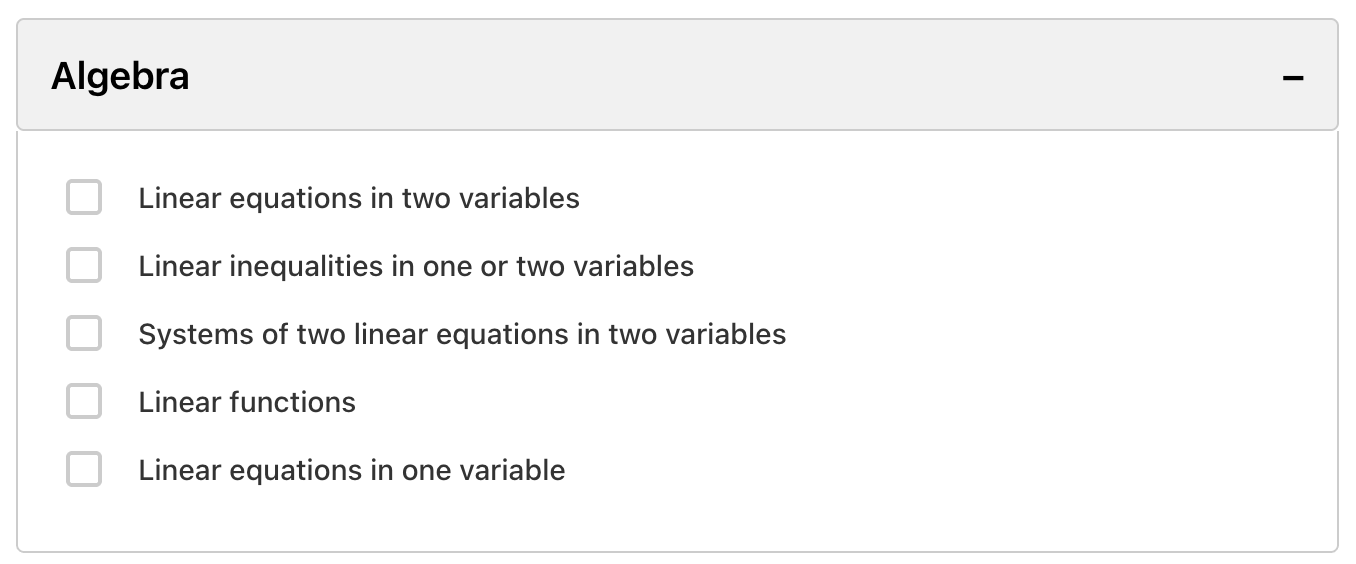 Algebra
Linear equations in two variables
Linear inequalities in one or two variables
Systems of two linear equations in two variables
Linear functions
Linear equations in one variable